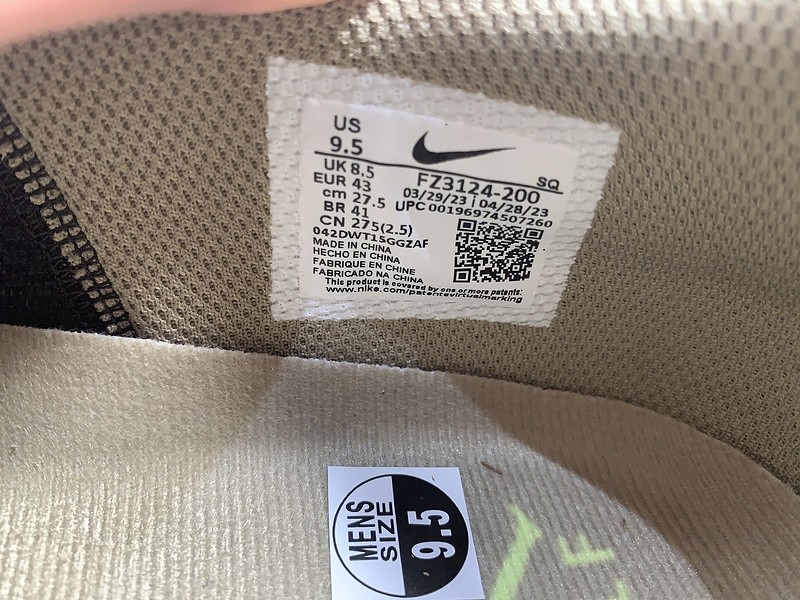 US
9.5
UK 8.5
EUR 43
cm 27.5
BR 41
CN 275(2.5)
FZ3124-200 SQ
03/29/23 | 04/28/23
UPC 00196974507260
042DWT15GGZAF
MADE IN CHINA
HECHO EN CHINA
FABRIQUE EN CHINE
FABRICADO NA CHINA
This product is covered by one or more patents:
www.nike.com/patentsvirtualmarking
MENS
SIZE
9.5